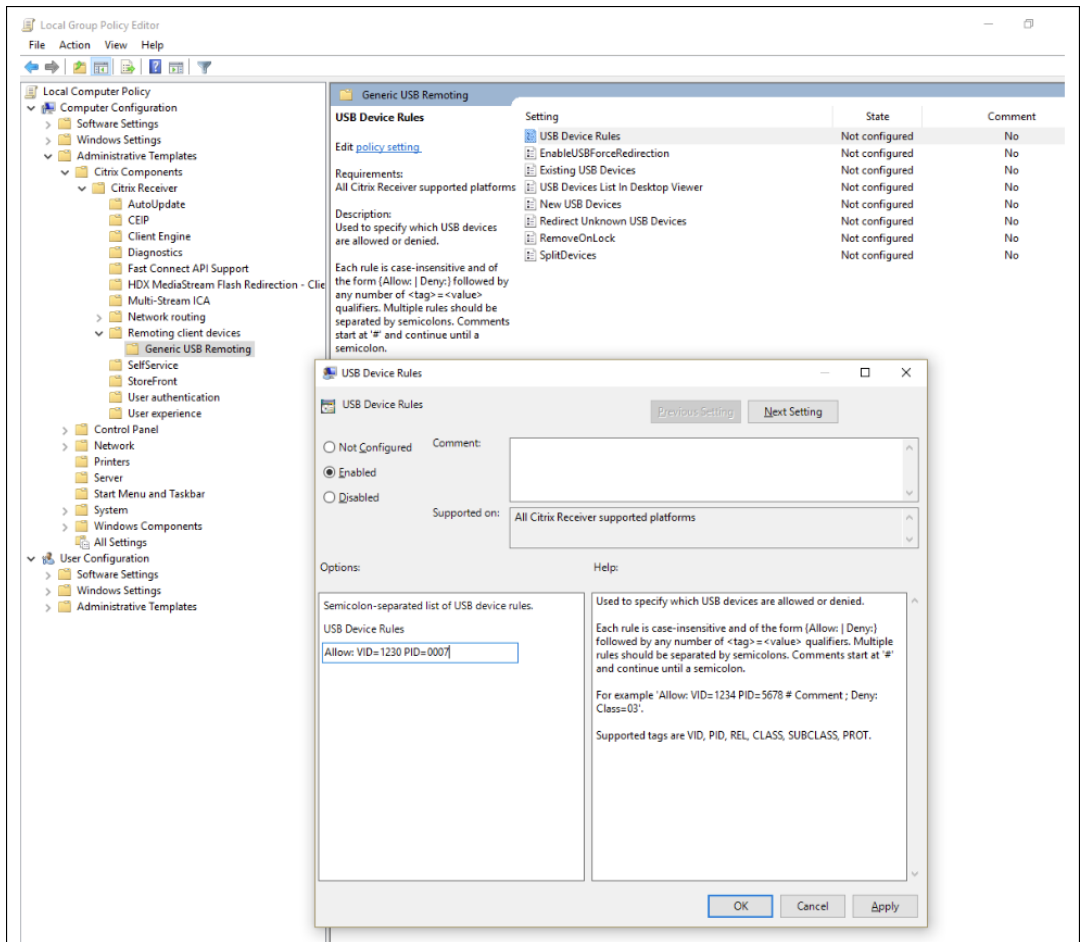 Local Group Policy Editor
File Action View Help
Local Computer Policy
Computer Configuration
Software Settings
Windows Settings
Administrative Templates
Citrix Components
Citrix Receiver
AutoUpdate
CEIP
Client Engine
Diagnostics
Fast Connect API Support
HDX MediaStream Flash Redirection - Clie
Multi-Stream ICA
Network routing
Remoting client devices
Generic USB Remoting
SelfService
StoreFront
User authentication
User experience
Control Panel
Network
Printers
Server
Start Menu and Taskbar
System
Windows Components
All Settings
User Configuration
Software Settings
Windows Settings
Administrative Templates
Generic USB Remoting
USB Device Rules
Edit policy setting
Requirements:
All Citrix Receiver supported platforms
Description:
Used to specify which USB devices
are allowed or denied.
Each rule is case-insensitive and of
the form {Allow: | Deny:} followed by
any number of <tag>=<value>
qualifiers. Multiple rules should be
separated by semicolons. Comments
start at '#' and continue until a
semicolon.
Setting State Comment
USB Device Rules Not configured No
EnableUSBForceRedirection Not configured No
Existing USB Devices Not configured No
USB Devices List In Desktop Viewer Not configured No
New USB Devices Not configured No
Redirect Unknown USB Devices Not configured No
RemoveOnLock Not configured No
SplitDevices Not configured No
USB Device Rules
USB Device Rules
Previous Setting Next Setting
Not Configured Comment:
Enabled
Disabled
Supported on: All Citrix Receiver supported platforms
Options: Help:
Semicolon-separated list of USB device rules.
USB Device Rules
Allow: VID=1230 PID=0007
Used to specify which USB devices are allowed or denied.
Each rule is case-insensitive and of the form {Allow: | Deny:}
followed by any number of <tag>=<value> qualifiers. Multiple
rules should be separated by semicolons. Comments start at '#'
and continue until a semicolon.
For example 'Allow: VID=1234 PID=5678 # Comment ; Deny:
Class=03'.
Supported tags are VID, PID, REL, CLASS, SUBCLASS, PROT.
OK Cancel Apply